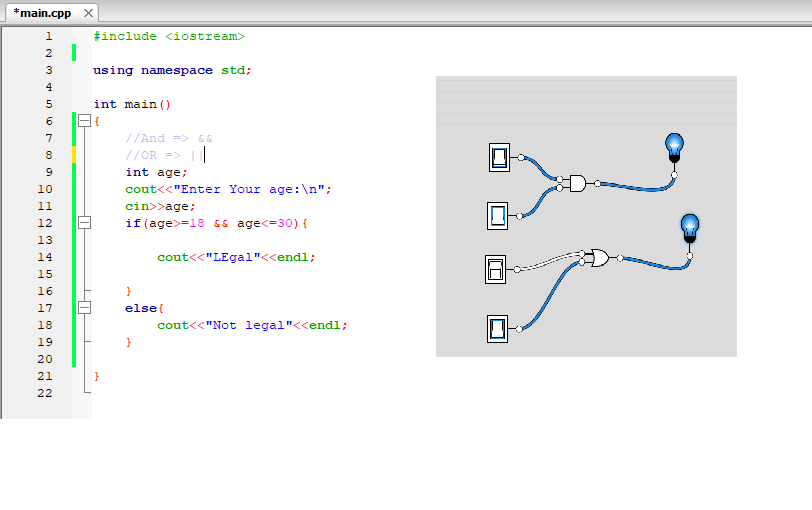 *main.cpp
1 #include <iostream>
2
3 using namespace std;
4
5 int main()
6 {
7 //And => &&
8 //OR => ||
9 int age;
10 cout<<"Enter Your age:\n";
11 cin>>age;
12 if(age>=18 && age<=30){
13
14 cout<<"LEgal"<<endl;
15
16 }
17 else{
18 cout<<"Not legal"<<endl;
19 }
20
21 }
22